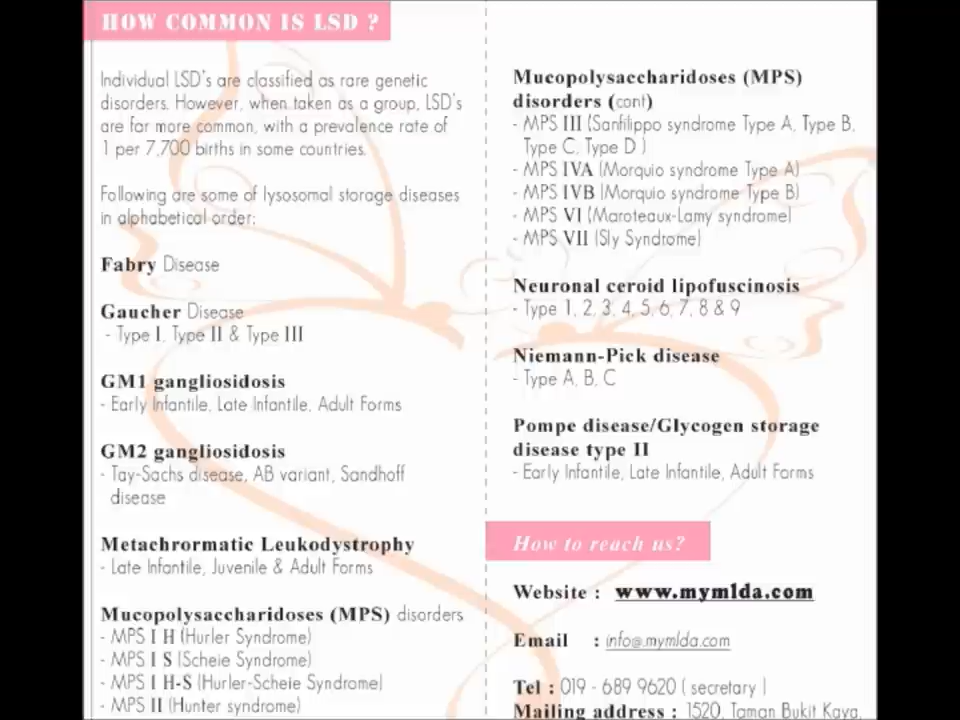 HOW COMMON IS LSD ?
Individual LSD's are classified as rare genetic
disorders. However, when taken as a group, LSD's
are far more common, with a prevalence rate of
1 per 7,700 births in some countries.
Following are some of lysosomal storage diseases
in alphabetical order:
Fabry Disease
Gaucher Disease
- Type I, Type II & Type III
GM1 gangliosidosis
- Early Infantile, Late Infantile, Adult Forms
GM2 gangliosidosis
- Tay-Sachs disease, AB variant, Sandhoff
disease
Metachrormatic Leukodystrophy
- Late Infantile, Juvenile & Adult Forms
Mucopolysaccharidoses (MPS) disorders
- MPS I H (Hurler Syndrome)
- MPS I S (Scheie Syndrome)
- MPS I H-S (Hurler-Scheie Syndrome)
- MPS II (Hunter syndrome)
Mucopolysaccharidoses (MPS)
disorders (cont)
- MPS III (Sanfilippo syndrome Type A, Type B,
Type C, Type D )
- MPS IVA (Morquio syndrome Type A)
- MPS IVB (Morquio syndrome Type B)
- MPS VI (Maroteaux-Lamy syndrome)
- MPS VII (Sly Syndrome)
Neuronal ceroid lipofuscinosis
- Type 1, 2, 3, 4, 5, 6, 7, 8 & 9
Niemann-Pick disease
- Type A, B, C
Pompe disease/Glycogen storage
disease type II
- Early Infantile, Late Infantile, Adult Forms
How to reach us?
Website : www.mymlda.com
Email : info@mymlda.com
Tel : 019 - 689 9620 ( secretary )
Mailing address : 1520, Taman Bukit Kaya,